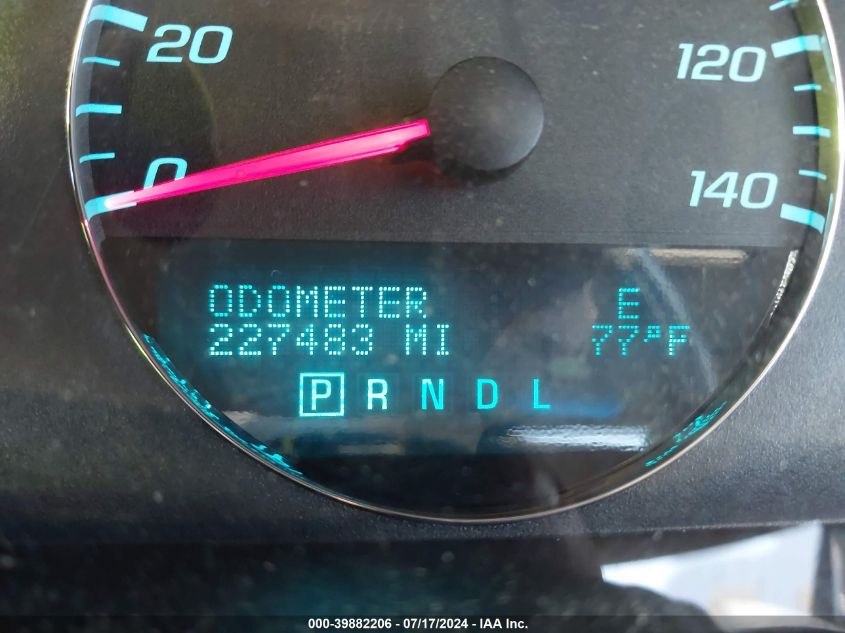 20
120
0
140
ODOMETER E
227483 MI 77°F
P R N D L
000-39882206 - 07/17/2024 - IAA Inc.